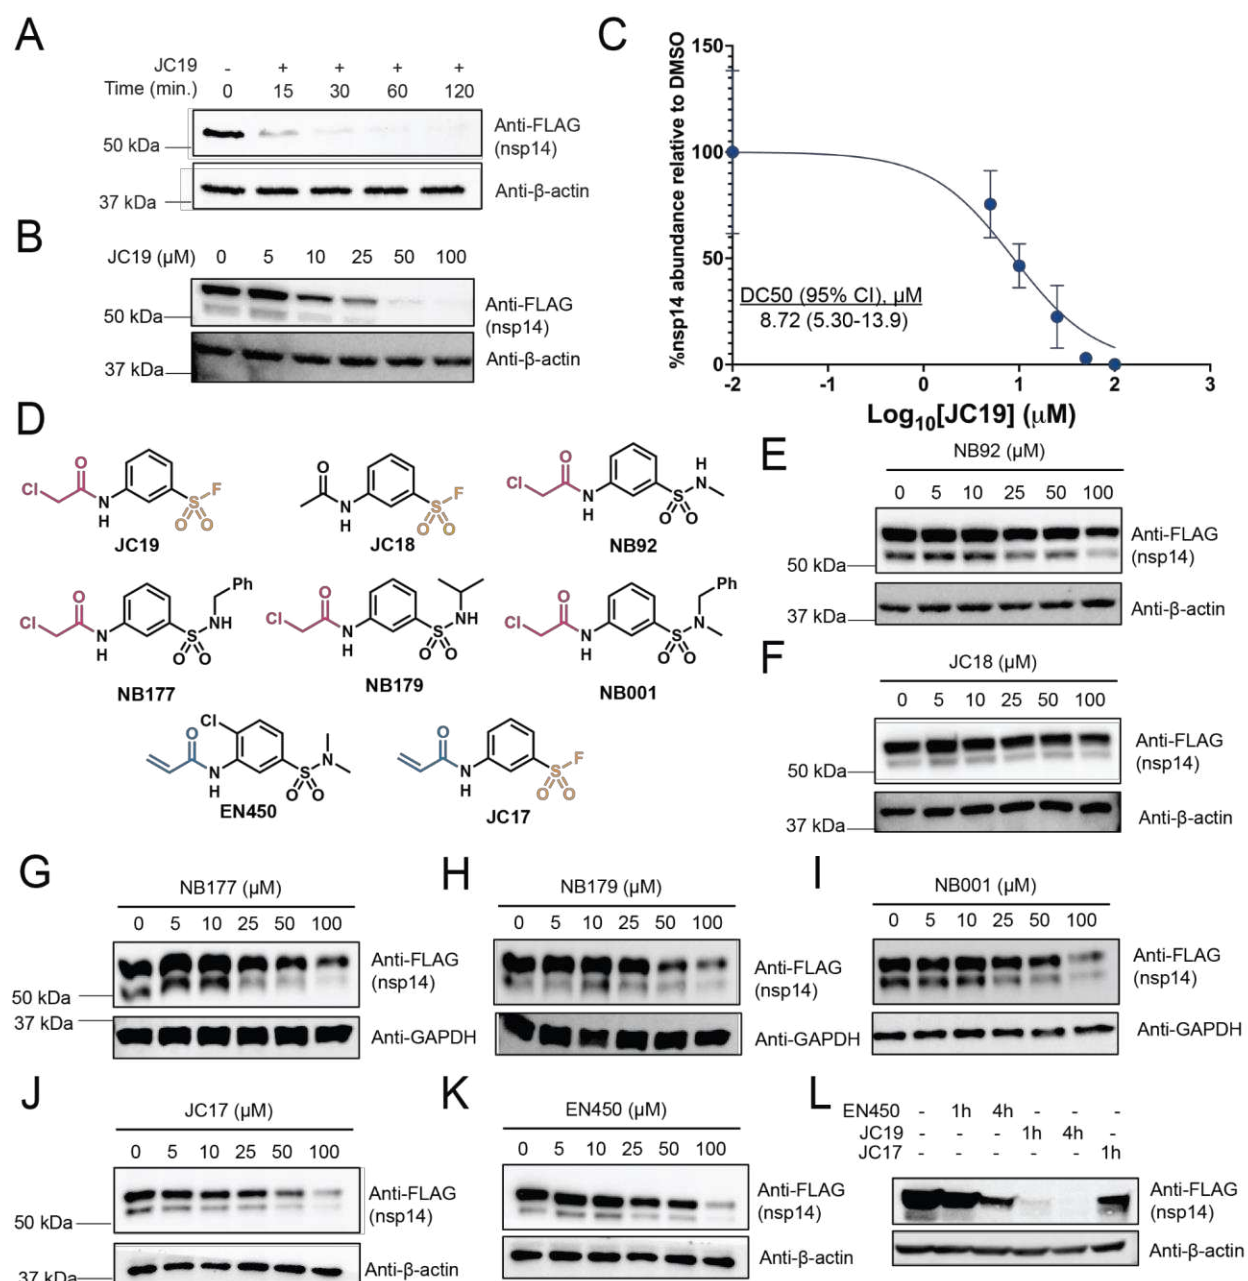 A
JC19 - + + + +
Time (min.) 0 15 30 60 120
50 kDa
Anti-FLAG
(nsp14)
37 kDa
Anti-β-actin
B
JC19 (μM) 0 5 10 25 50 100
50 kDa
Anti-FLAG
(nsp14)
37 kDa
Anti-β-actin
C
%nsp14 abundance relative to DMSO
150
100
50
0
DC50 (95% CI), μM
8.72 (5.30-13.9)
-2 -1 0 1 2 3
Log10[JC19] (μM)
D
Cl O N H S O O F
JC19
O N H S O O F
JC18
Cl O N H S O O N H
NB92
Cl O N H S O O NH Ph
NB177
Cl O N H S O O NH
NB179
Cl O N H S O O N Ph
NB001
Cl O N H S O O N
EN450
O N H S O O F
JC17
E
NB92 (μM)
0 5 10 25 50 100
50 kDa
Anti-FLAG
(nsp14)
37 kDa
Anti-β-actin
F
JC18 (μM)
0 5 10 25 50 100
50 kDa
Anti-FLAG
(nsp14)
37 kDa
Anti-β-actin
G
NB177 (μM)
0 5 10 25 50 100
50 kDa
Anti-FLAG
(nsp14)
37 kDa
Anti-GAPDH
H
NB179 (μM)
0 5 10 25 50 100
Anti-FLAG
(nsp14)
Anti-GAPDH
I
NB001 (μM)
0 5 10 25 50 100
Anti-FLAG
(nsp14)
Anti-GAPDH
J
JC17 (μM)
0 5 10 25 50 100
50 kDa
Anti-FLAG
(nsp14)
37 kDa
Anti-β-actin
K
EN450 (μM)
0 5 10 25 50 100
Anti-FLAG
(nsp14)
Anti-β-actin
L
EN450 - 1h 4h - - -
JC19 - - - 1h 4h -
JC17 - - - - - 1h
Anti-FLAG
(nsp14)
Anti-β-actin